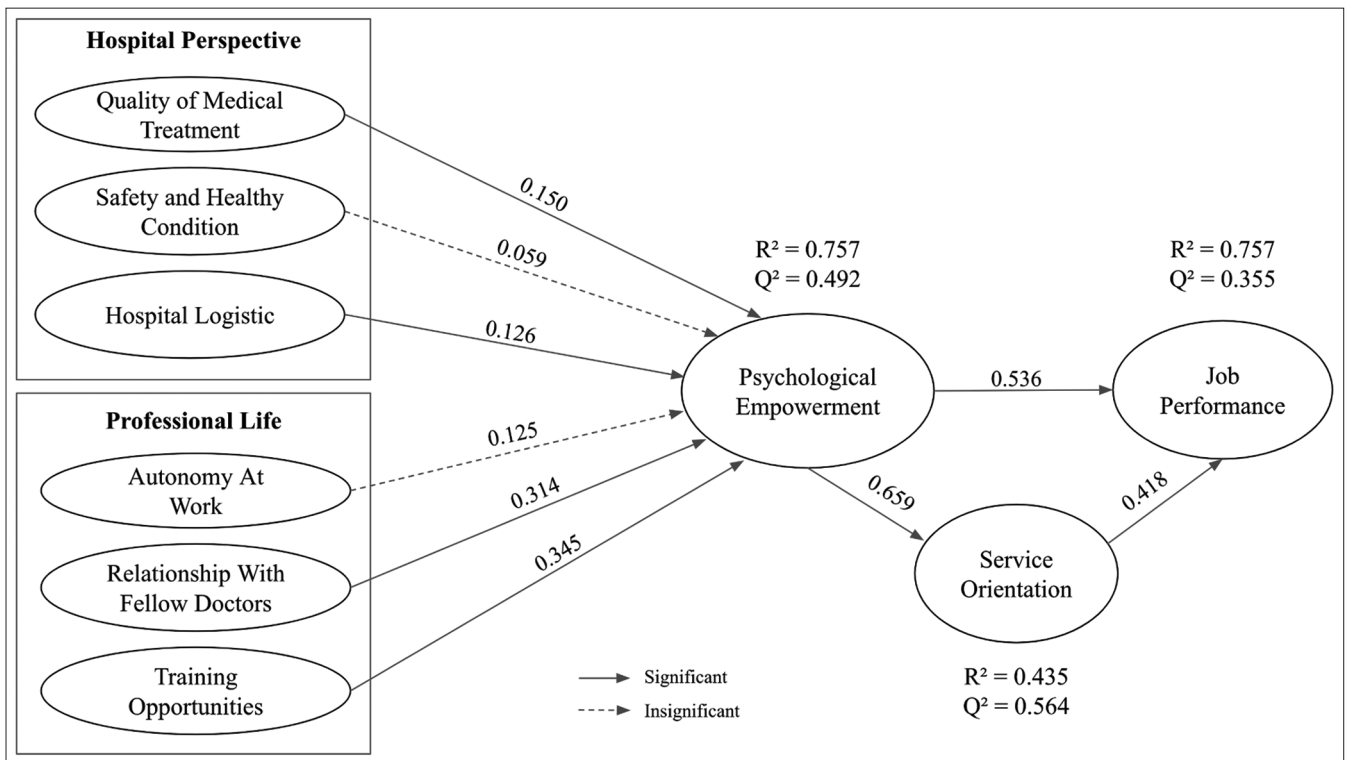 Hospital Perspective
Quality of Medical
Treatment
Safety and Healthy
Condition
Hospital Logistic
Professional Life
Autonomy At
Work
Relationship With
Fellow Doctors
Training
Opportunities
0.150
0.059
0.126
0.125
0.314
0.345
R² = 0.757
Q² = 0.492
Psychological
Empowerment
0.536
0.659
R² = 0.757
Q² = 0.355
Job
Performance
0.418
Service
Orientation
R² = 0.435
Q² = 0.564
Significant
Insignificant